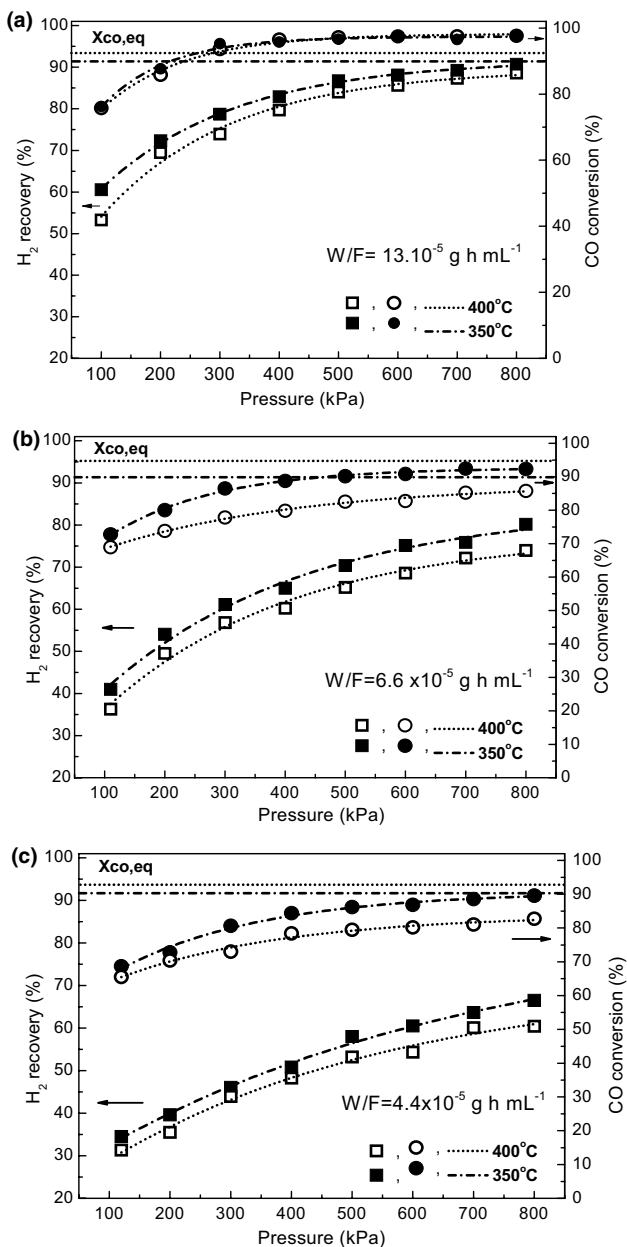 (a)
Xco,eq
100
90
80
70
60
50
40
30
20
H₂ recovery (%)
100
80
60
40
20
0
CO conversion (%)
W/F= 13.10⁻⁵ g h mL⁻¹
, , 400°C
, , 350°C
100 200 300 400 500 600 700 800
Pressure (kPa)
(b)
Xco,eq
100
90
80
70
60
50
40
30
20
H₂ recovery (%)
100
90
80
70
60
50
40
30
20
10
0
CO conversion (%)
W/F=6.6 x10⁻⁵ g h mL⁻¹
, , 400°C
, , 350°C
100 200 300 400 500 600 700 800
Pressure (kPa)
(c)
Xco,eq
100
90
80
70
60
50
40
30
20
H₂ recovery (%)
100
90
80
70
60
50
40
30
20
10
0
CO conversion (%)
W/F=4.4x10⁻⁵ g h mL⁻¹
, , 400°C
, , 350°C
100 200 300 400 500 600 700 800
Pressure (kPa)